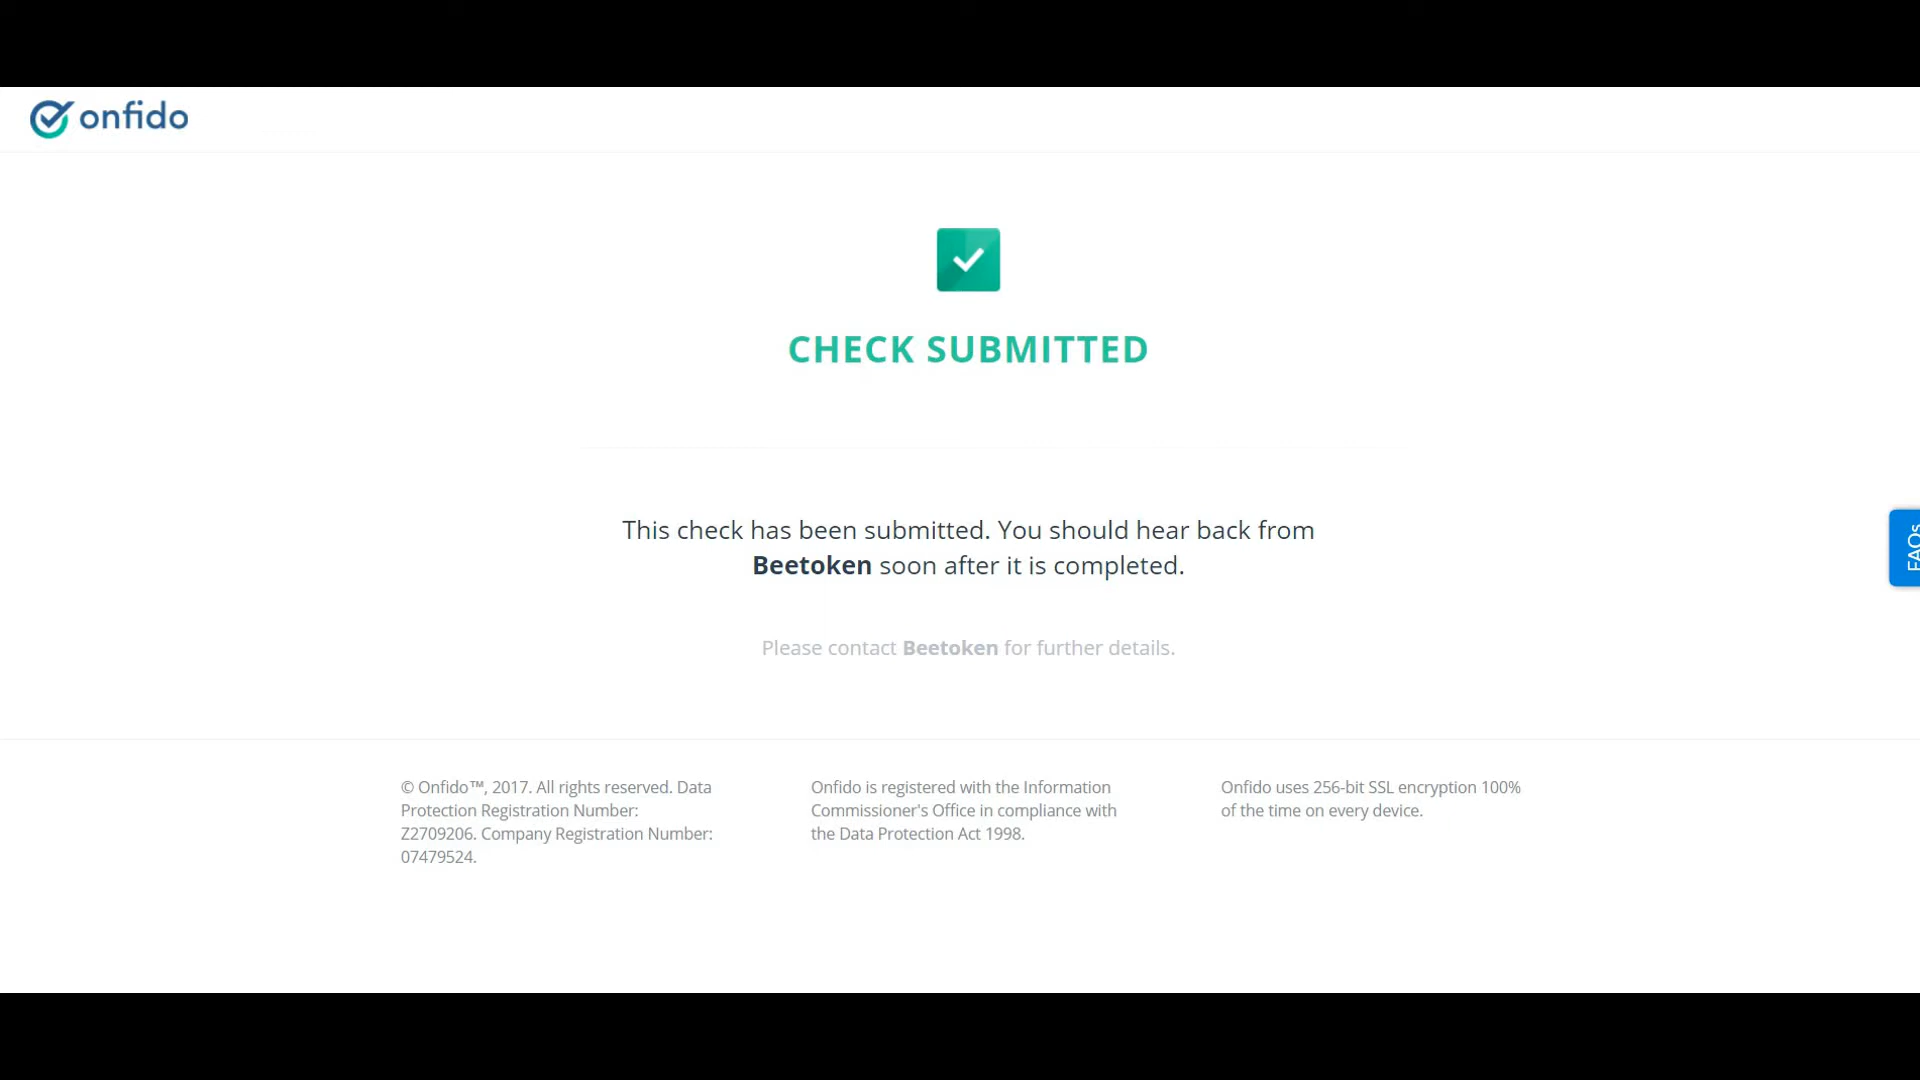 onfido
CHECK SUBMITTED
This check has been submitted. You should hear back from
Beetoken soon after it is completed.
FAQs
Please contact Beetoken for further details.
© Onfido™, 2017. All rights reserved. Data
Protection Registration Number:
Z2709206. Company Registration Number:
07479524.
Onfido is registered with the Information
Commissioner's Office in compliance with
the Data Protection Act 1998.
Onfido uses 256-bit SSL encryption 100%
of the time on every device.